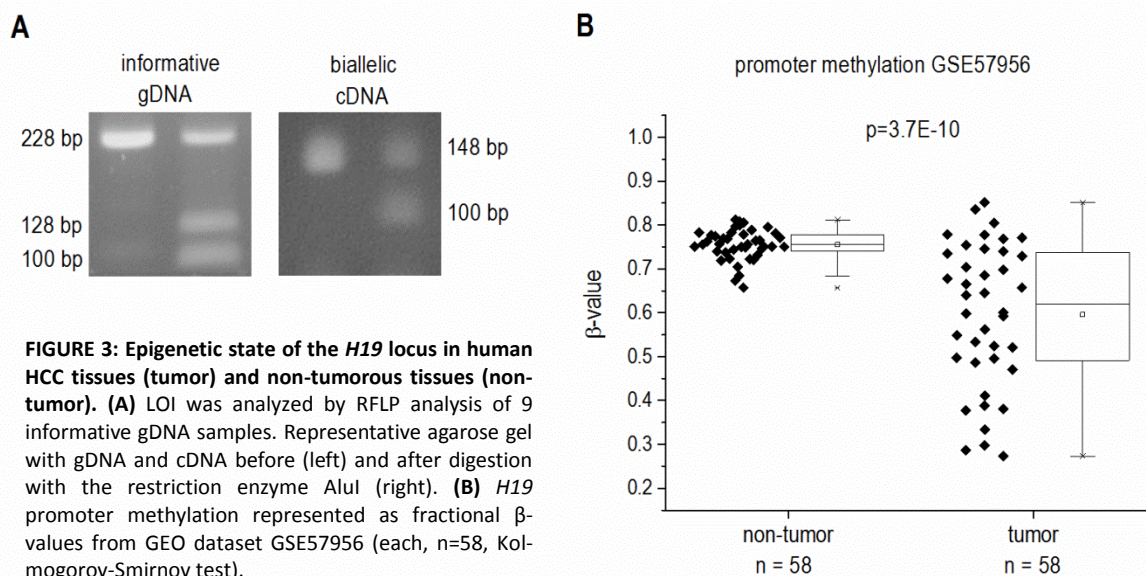 A
informative
gDNA
biallelic
cDNA
228 bp
128 bp
100 bp
148 bp
100 bp
FIGURE 3: Epigenetic state of the H19 locus in human
HCC tissues (tumor) and non-tumorous tissues (non-
tumor). (A) LOI was analyzed by RFLP analysis of 9
informative gDNA samples. Representative agarose gel
with gDNA and cDNA before (left) and after digestion
with the restriction enzyme AluI (right). (B) H19
promoter methylation represented as fractional β-
values from GEO dataset GSE57956 (each, n=58, Kol-
mogorov-Smirnov test).
B
promoter methylation GSE57956
p=3.7E-10
β-value
1.0
0.9
0.8
0.7
0.6
0.5
0.4
0.3
0.2
non-tumor
n = 58
tumor
n = 58